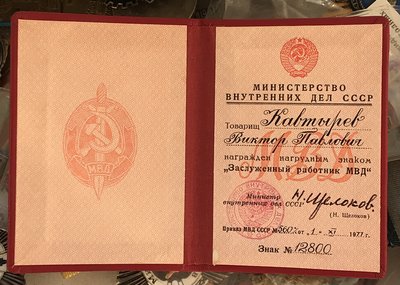 МВД
МИНИСТЕРСТВО
ВНУТРЕННИХ ДЕЛ СССР
Товарищ Кавтырев
Виктор Павлович
награжден нагрудным знаком
„Заслуженный работник МВД“
Министр
внутренних дел СССР Н. Щелоков.
(Н. Щелоков)
Приказ МВД СССР № от „1“ XI 1977 г.
Знак № 12800